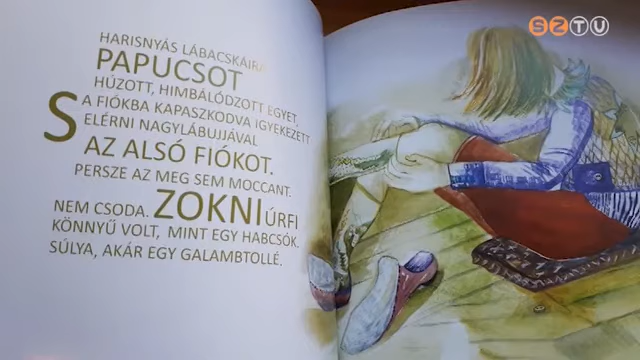 HARISNYÁS LÁBACSKÁIRA
PAPUCSOT
HÚZOTT, HIMBÁLÓDZOTT EGYET,
S A FIÓKBA KAPASZKODVA IGYEKEZETT
ELÉRNI NAGYLÁBUJJÁVAL
AZ ALSÓ FIÓKOT.
PERSZE AZ MEG SEM MOCCANT.
NEM CSODA. ZOKNI ÚRFI
KÖNNYŰ VOLT, MINT EGY HABCSÓK.
SÚLYA, AKÁR EGY GALAMBTOLLÉ.
SZTV